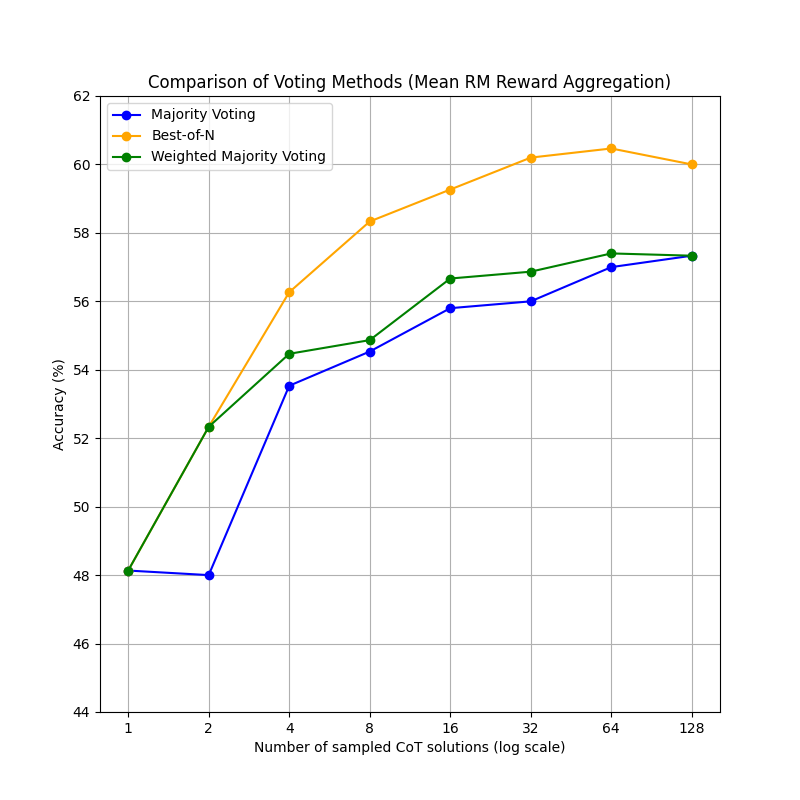 Comparison of Voting Methods (Mean RM Reward Aggregation)
Majority Voting
Best-of-N
Weighted Majority Voting
62
60
58
56
54
52
50
48
46
44
Accuracy (%)
1 2 4 8 16 32 64 128
Number of sampled CoT solutions (log scale)